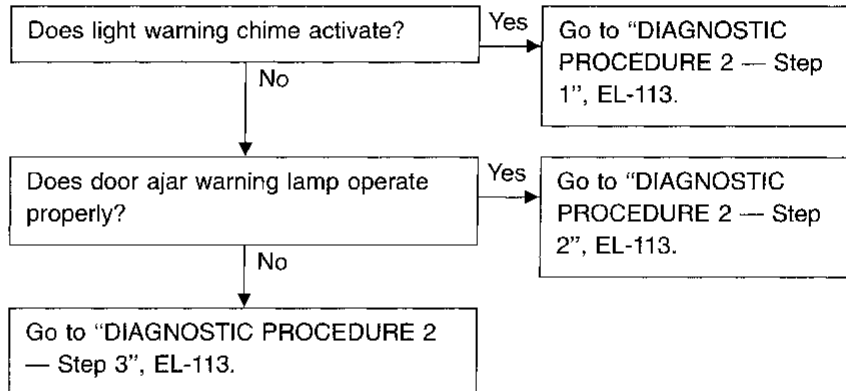 Does light warning chime activate?
Yes
Go to “DIAGNOSTIC
PROCEDURE 2 — Step
1”, EL-113.
No
Does door ajar warning lamp operate
properly?
Yes
Go to “DIAGNOSTIC
PROCEDURE 2 — Step
2”, EL-113.
No
Go to “DIAGNOSTIC PROCEDURE 2
— Step 3”, EL-113.